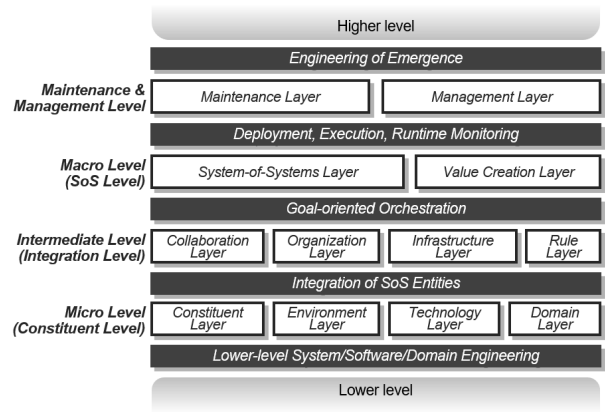 Higher level
Engineering of Emergence
Maintenance &
Management Level
Maintenance Layer
Management Layer
Deployment, Execution, Runtime Monitoring
Macro Level
(SoS Level)
System-of-Systems Layer
Value Creation Layer
Goal-oriented Orchestration
Intermediate Level
(Integration Level)
Collaboration
Layer
Organization
Layer
Infrastructure
Layer
Rule
Layer
Integration of SoS Entities
Micro Level
(Constituent Level)
Constituent
Layer
Environment
Layer
Technology
Layer
Domain
Layer
Lower-level System/Software/Domain Engineering
Lower level